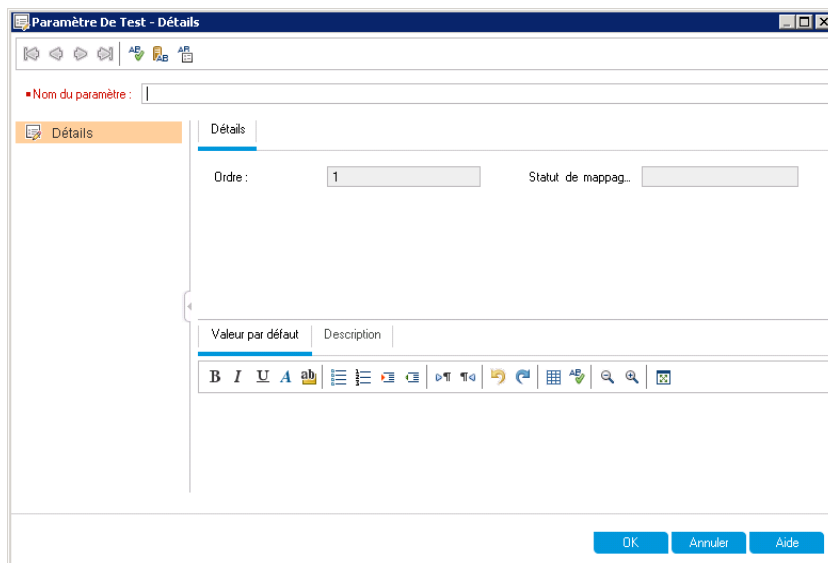 Paramètre De Test - Détails
Nom du paramètre :
Détails
Détails
Ordre : 1 Statut de mappag...
Valeur par défaut Description
B I U A ab
OK Annuler Aide